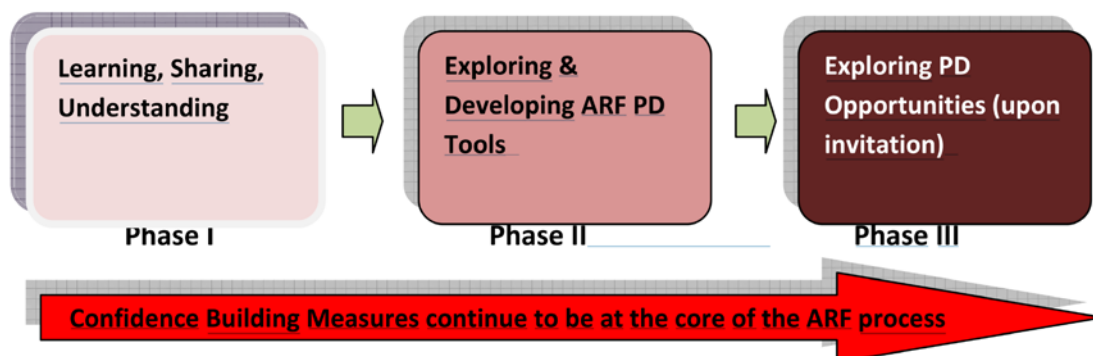 Learning, Sharing,
Understanding
Exploring &
Developing ARF PD
Tools
Exploring PD
Opportunities (upon
invitation)
Phase I
Phase II
Phase III
Confidence Building Measures continue to be at the core of the ARF process